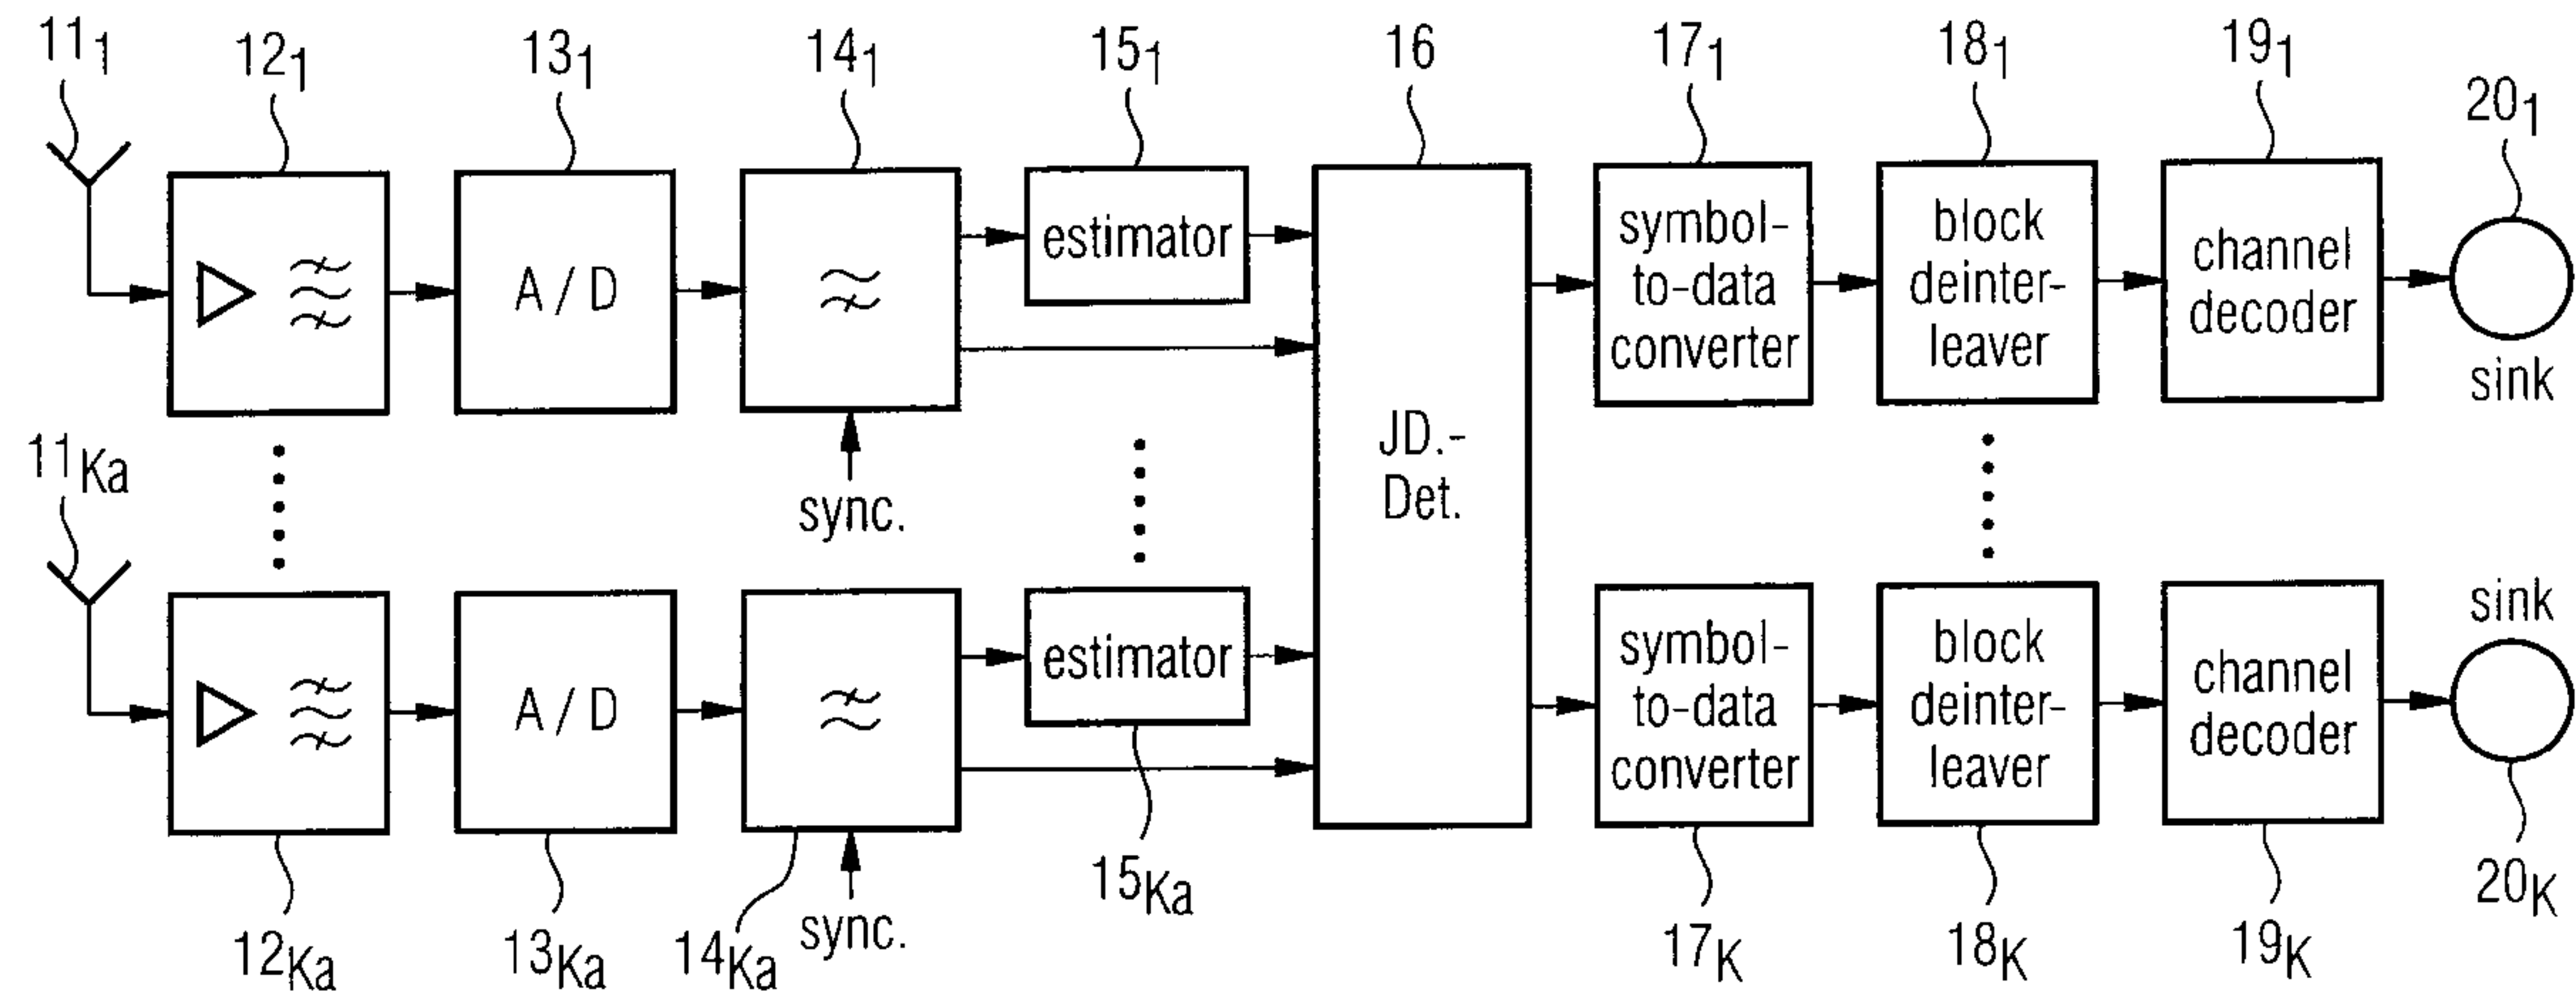 11₁
12₁
13₁
14₁
15₁
16
17₁
18₁
19₁
20₁
A/D
estimator
symbol-
to-data
converter
block
deinter-
leaver
channel
decoder
sink
sync.
JD.-
Det.
11Ka
A/D
estimator
symbol-
to-data
converter
block
deinter-
leaver
channel
decoder
sink
sync.
12Ka
13Ka
14Ka
15Ka
17K
18K
19K
20K